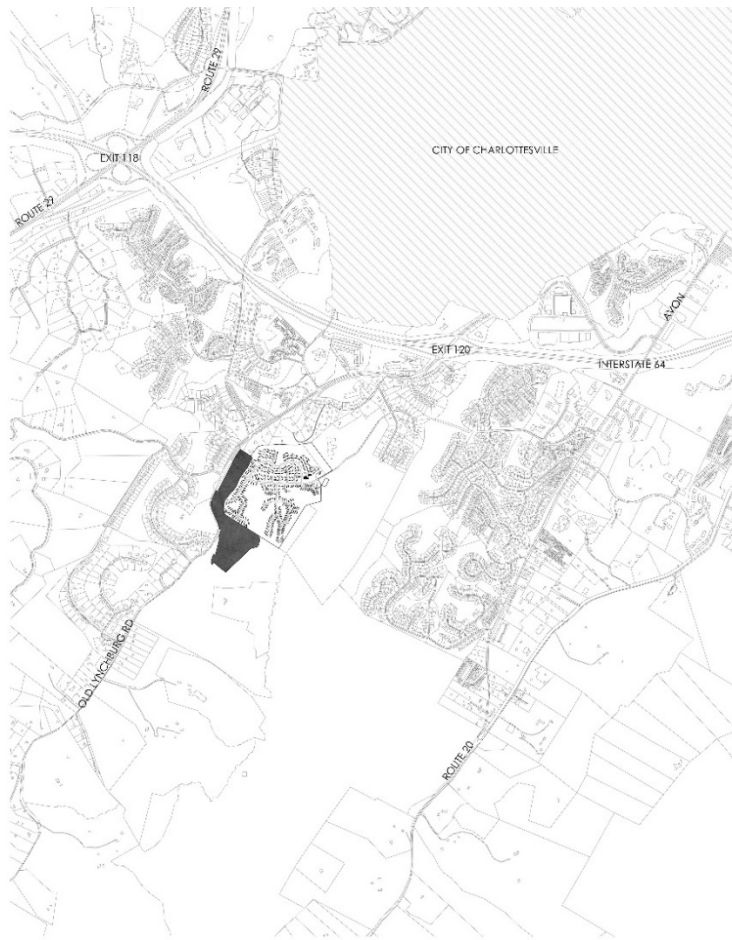 ROUTE 29
CITY OF CHARLOTTESVILLE
EXIT 118
ROUTE 29
AVON
EXIT 120
INTERSTATE 64
OLD LYNCHBURG RD
ROUTE 20